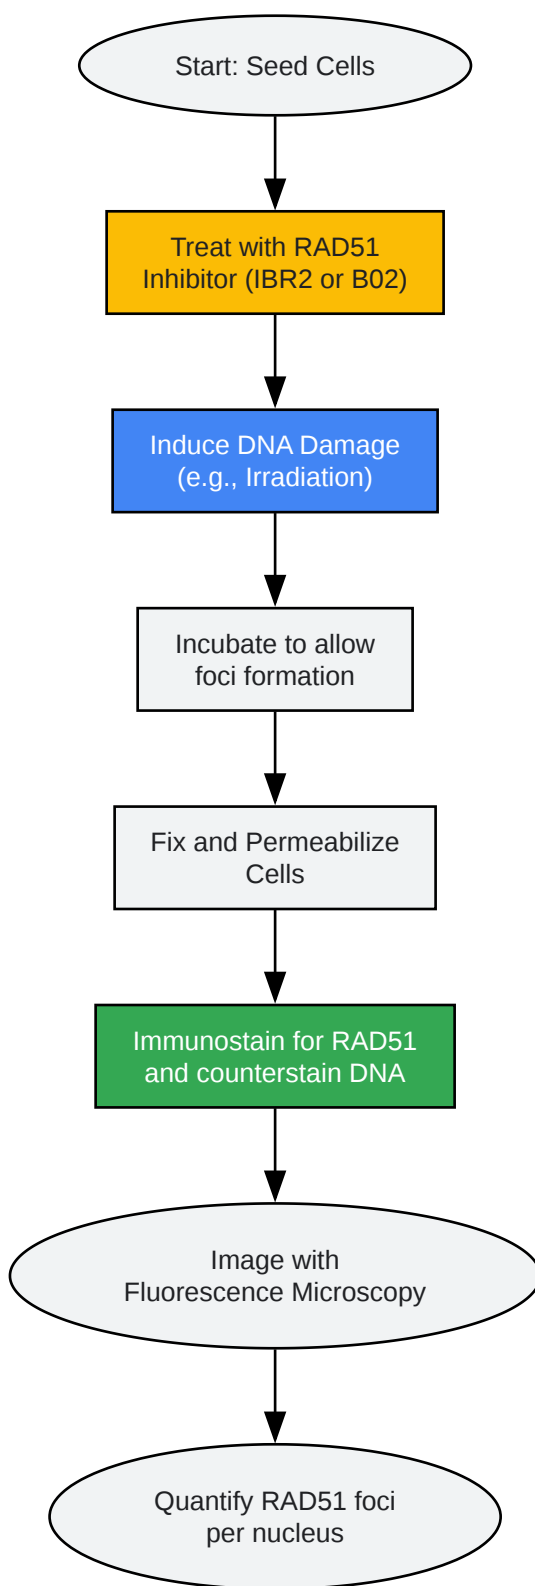 Start: Seed Cells
Treat with RAD51
Inhibitor (IBR2 or B02)
Induce DNA Damage
(e.g., Irradiation)
Incubate to allow
foci formation
Fix and Permeabilize
Cells
Immunostain for RAD51
and counterstain DNA
Image with
Fluorescence Microscopy
Quantify RAD51 foci
per nucleus